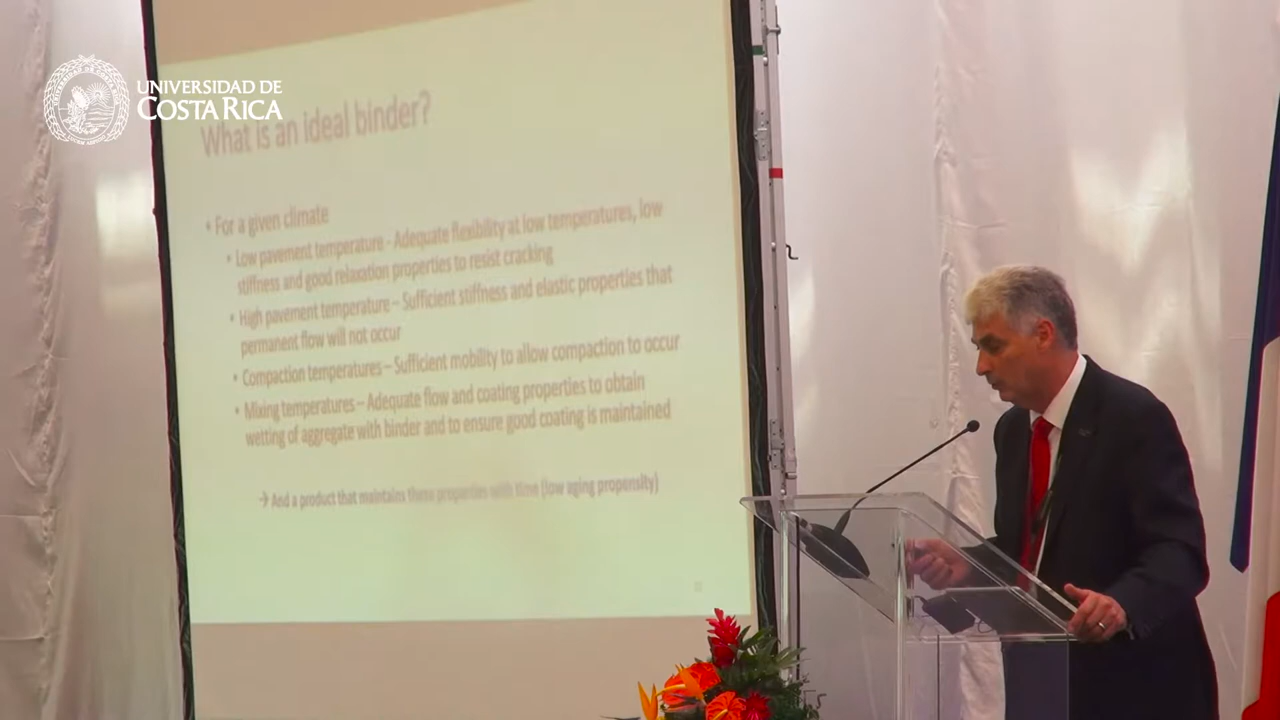 UNIVERSIDAD DE
COSTA RICA
What is an ideal binder?
• For a given climate
• Low pavement temperature - Adequate flexibility at low temperatures, low
stiffness and good relaxation properties to resist cracking
• High pavement temperature – Sufficient stiffness and elastic properties that
permanent flow will not occur
• Compaction temperatures – Sufficient mobility to allow compaction to occur
• Mixing temperatures – Adequate flow and coating properties to obtain
wetting of aggregate with binder and to ensure good coating is maintained
→ And a product that maintains these properties with time (low aging propensity)